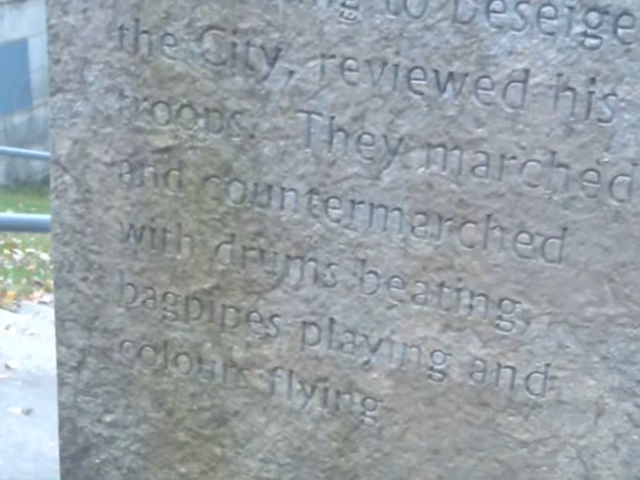 to beseige
the City, reviewed his
troops. They marched
and countermarched
with drums beating,
bagpipes playing and
colours flying.